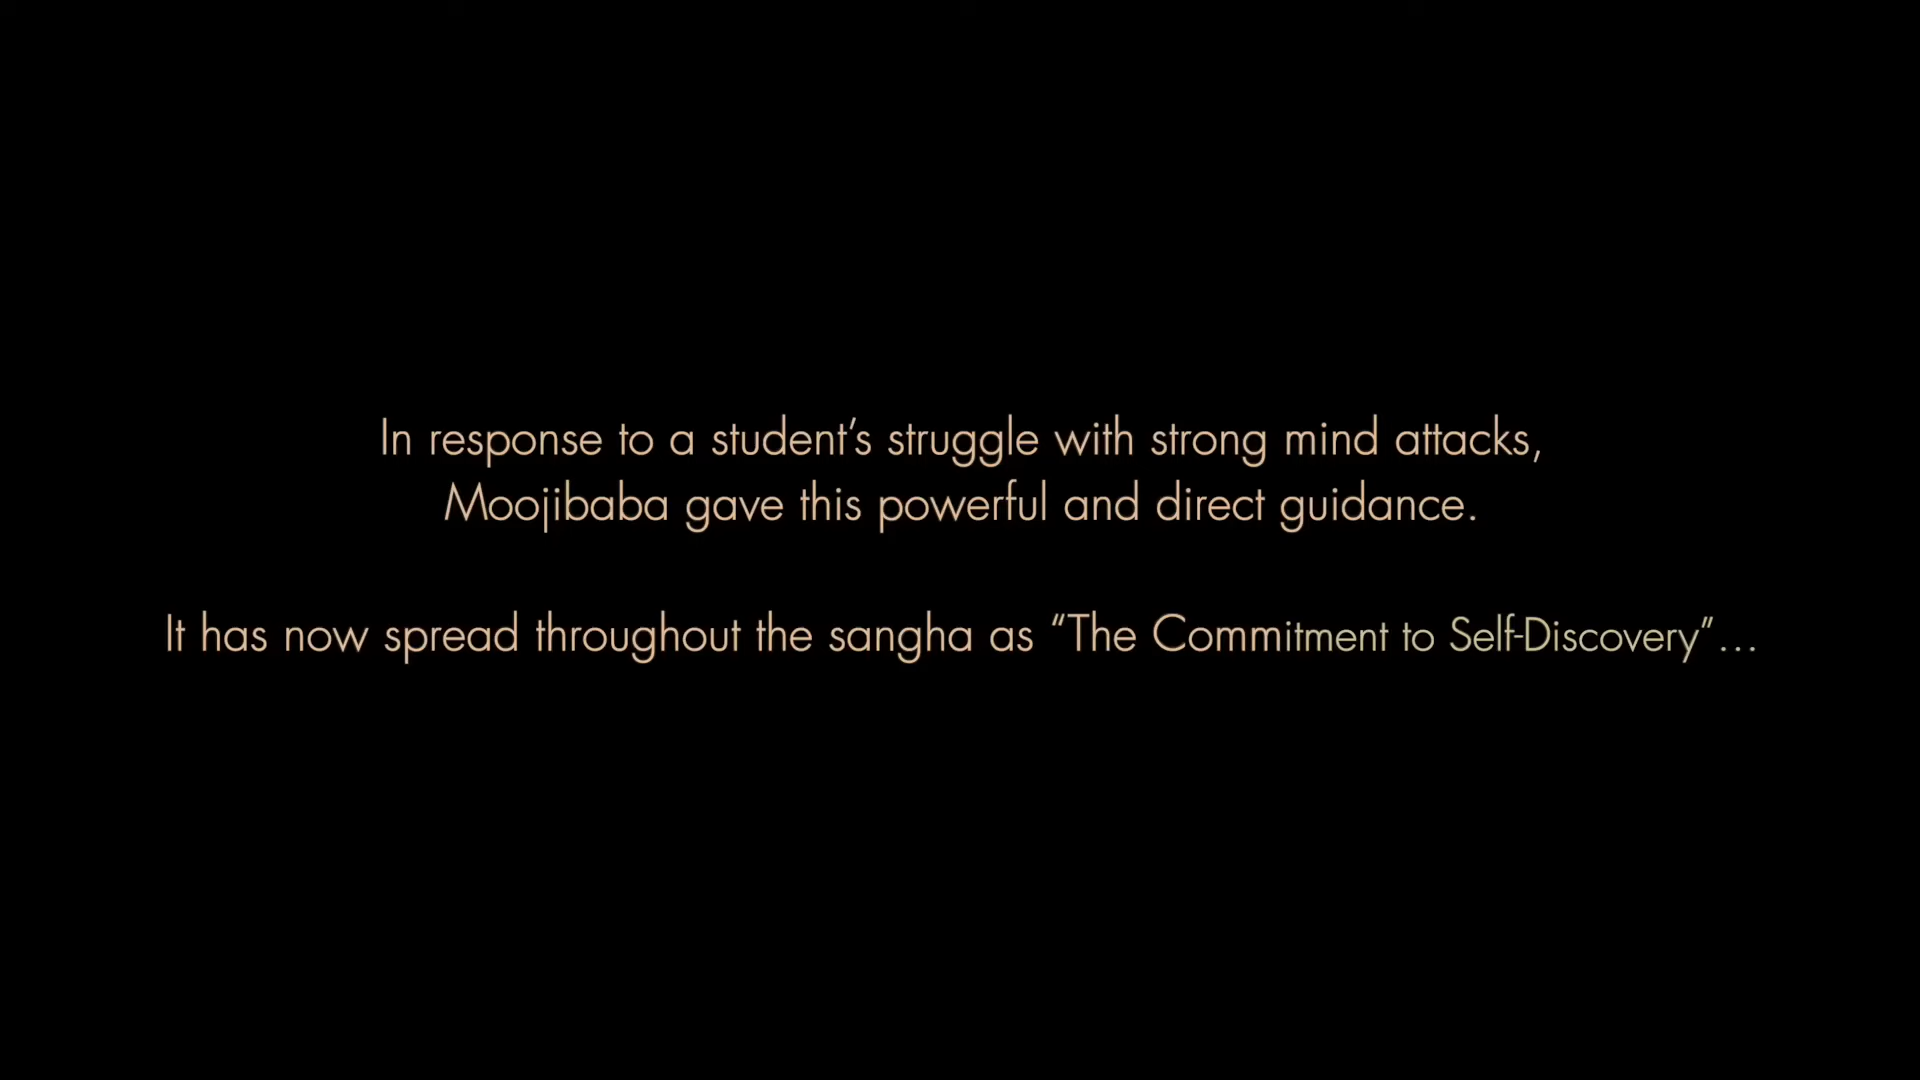 In response to a student’s struggle with strong mind attacks,
Moojibaba gave this powerful and direct guidance.
It has now spread throughout the sangha as “The Commitment to Self-Discovery”...